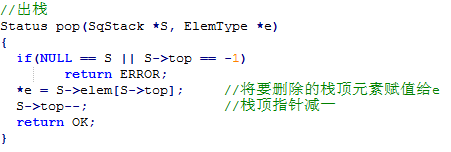 //出栈
Status pop(SqStack *S, ElemType *e)
{
  if(NULL == S || S->top == -1)
        return ERROR;
  *e = S->elem[S->top];     //将要删除的栈顶元素赋值给e
  S->top--;                 //栈顶指针减一
  return OK;
}